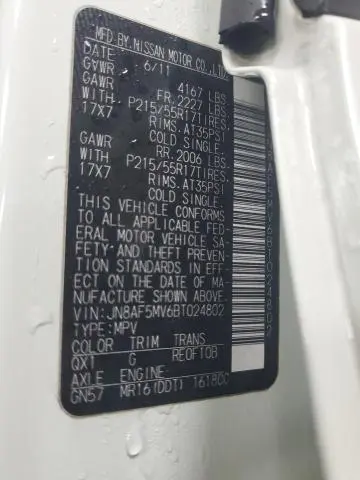 MFD BY NISSAN MOTOR CO.,LTD.
DATE 6/11
GVWR 4167 LBS.
GAWR FR. 2227 LBS.
WITH P215/55R17TIRES,
17X7 RIMS.AT35PSI
COLD SINGLE.
GAWR RR. 2006 LBS.
WITH P215/55R17TIRES,
17X7 RIMS.AT35PSI
COLD SINGLE.
THIS VEHICLE CONFORMS
TO ALL APPLICABLE FED-
ERAL MOTOR VEHICLE SA-
FETY AND THEFT PREVEN-
TION STANDARDS IN EFF-
ECT ON THE DATE OF MA-
NUFACTURE SHOWN ABOVE.
VIN:JN8AF5MV6BT024802
TYPE:MPV
COLOR TRIM TRANS
QX1 G RE0F10B
AXLE ENGINE
GN57 MR16(DDT) 1618CC